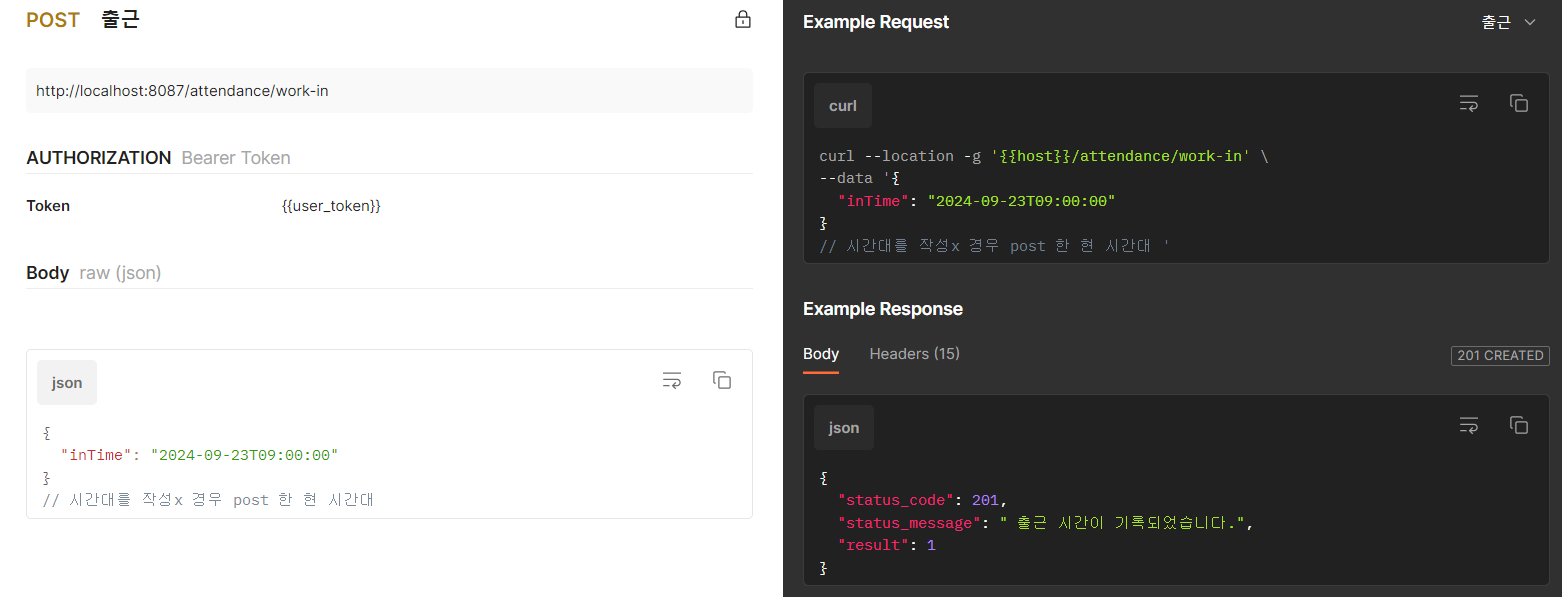 POST 출근
http://localhost:8087/attendance/work-in
AUTHORIZATION Bearer Token
Token {{user_token}}
Body raw (json)
json
{
"inTime": "2024-09-23T09:00:00"
}
// 시간대를 작성x 경우 post 한 현 시간대
Example Request 출근
curl
curl --location -g '{{host}}/attendance/work-in' \
--data '{
"inTime": "2024-09-23T09:00:00"
}
// 시간대를 작성x 경우 post 한 현 시간대 '
Example Response
Body Headers (15) 201 CREATED
json
{
"status_code": 201,
"status_message": " 출근 시간이 기록되었습니다.",
"result": 1
}